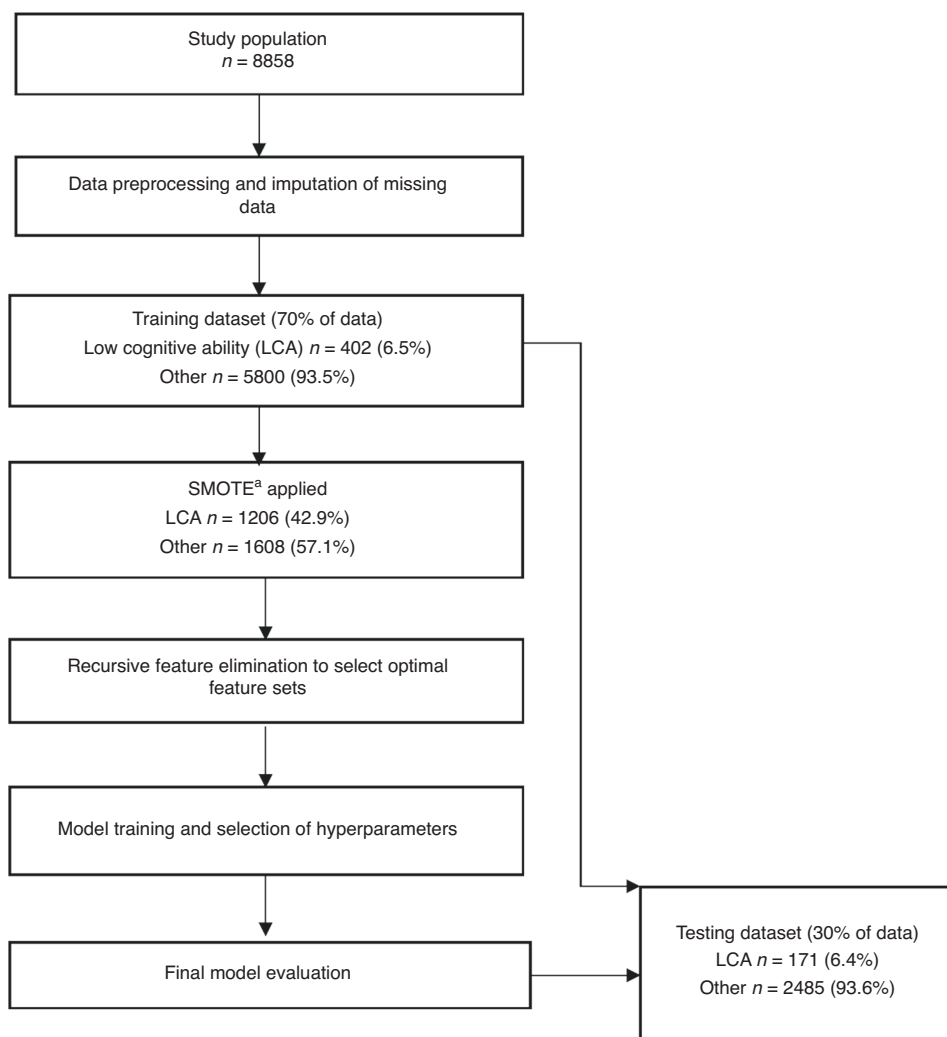 Study population
n = 8858
Data preprocessing and imputation of missing
data
Training dataset (70% of data)
Low cognitive ability (LCA) n = 402 (6.5%)
Other n = 5800 (93.5%)
SMOTEᵃ applied
LCA n = 1206 (42.9%)
Other n = 1608 (57.1%)
Recursive feature elimination to select optimal
feature sets
Model training and selection of hyperparameters
Final model evaluation
Testing dataset (30% of data)
LCA n = 171 (6.4%)
Other n = 2485 (93.6%)